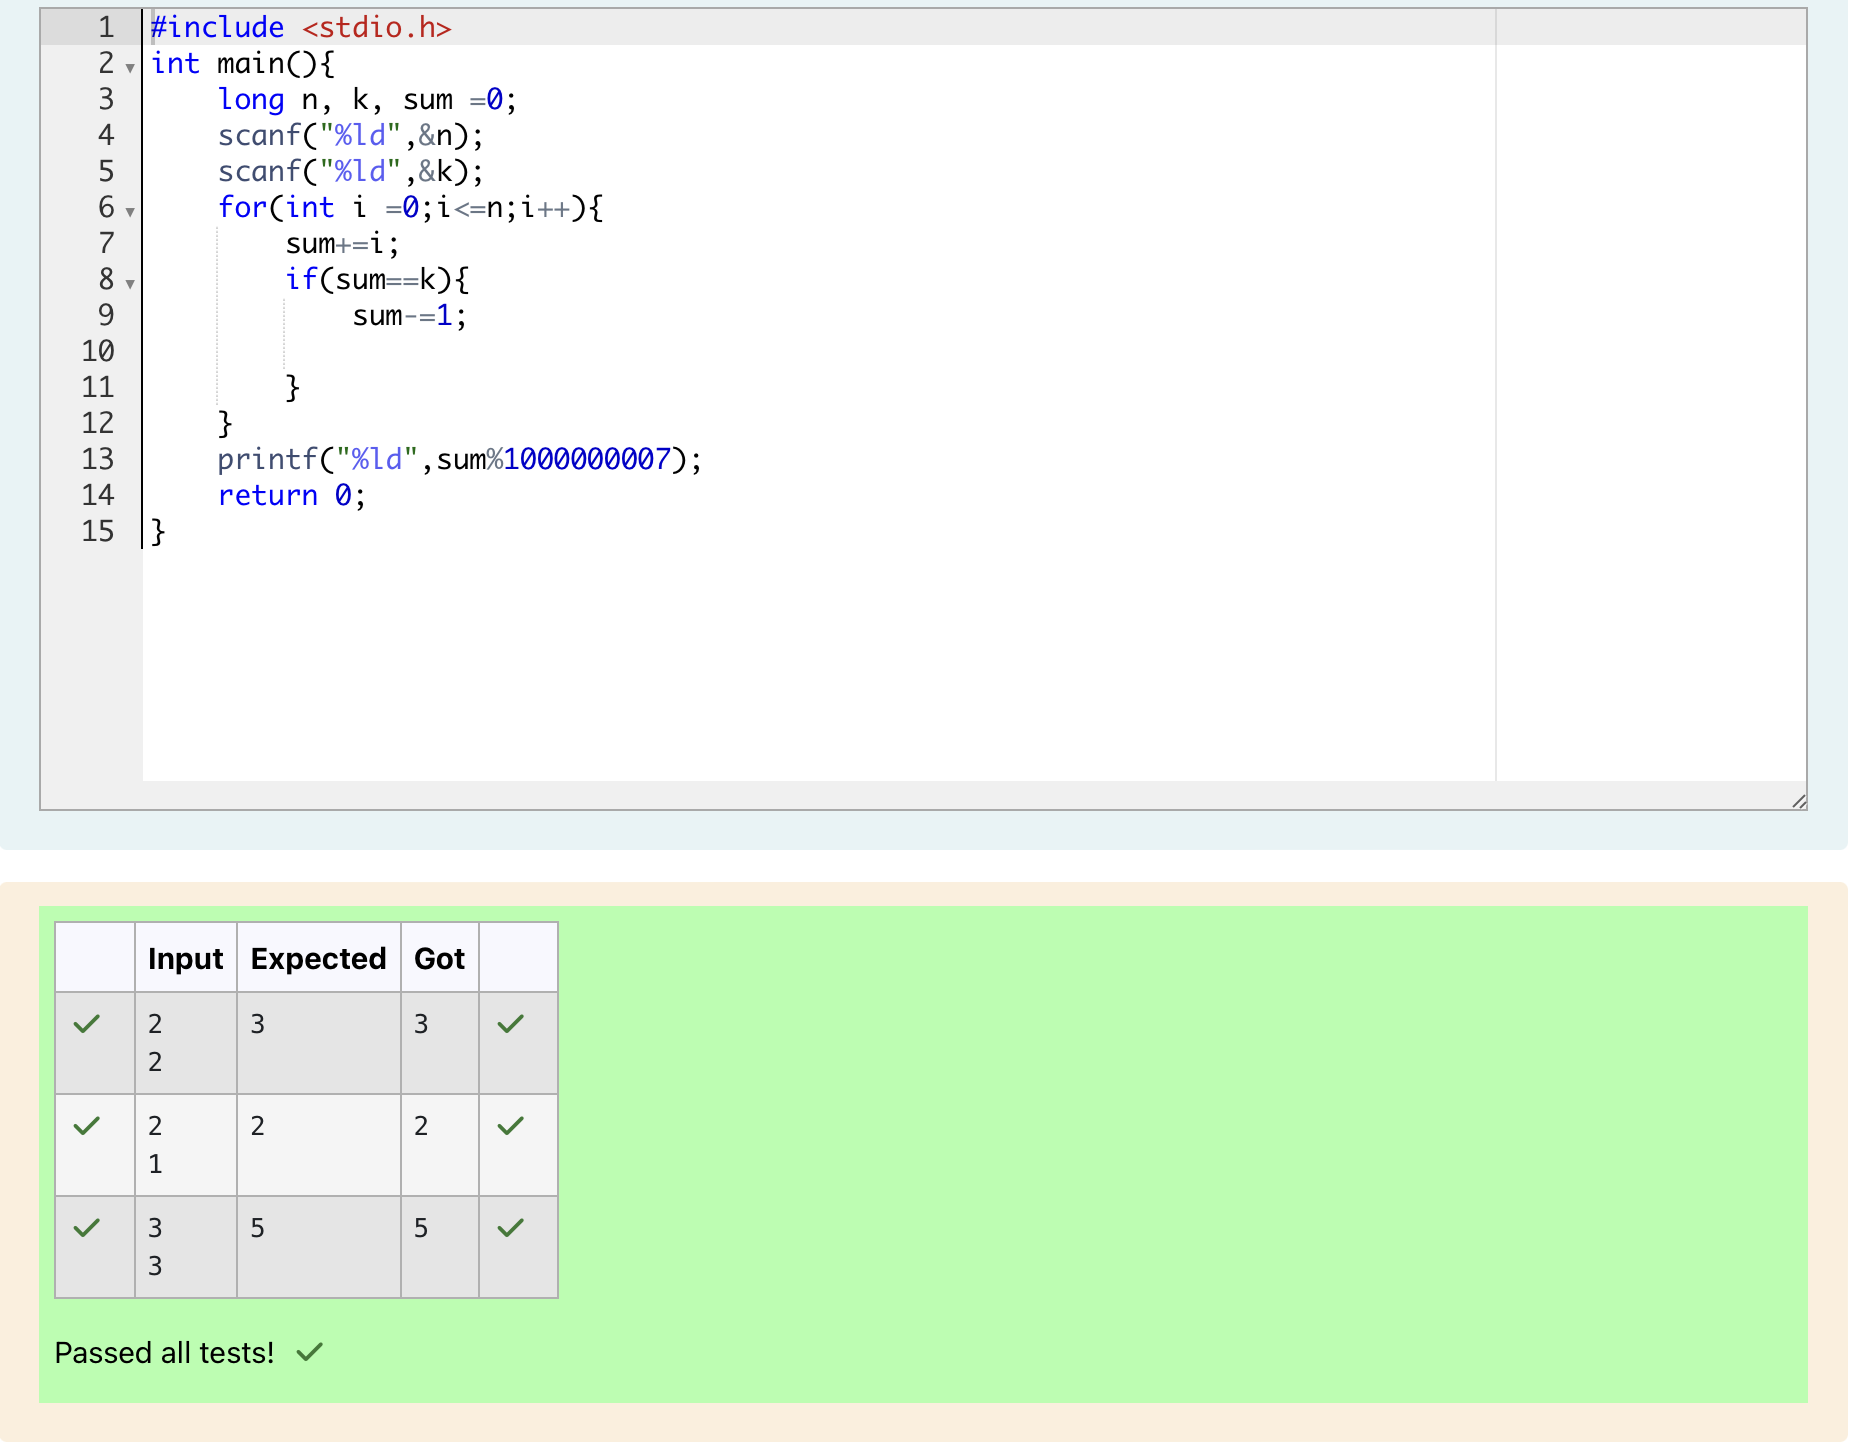 1 #include <stdio.h>
2 int main(){
3     long n, k, sum =0;
4     scanf("%ld",&n);
5     scanf("%ld",&k);
6     for(int i =0;i<=n;i++){
7         sum+=i;
8         if(sum==k){
9             sum-=1;
10
11         }
12     }
13     printf("%ld",sum%1000000007);
14     return 0;
15 }
Input Expected Got
2 3 3
2
2 2 2
1
3 5 5
3
Passed all tests!